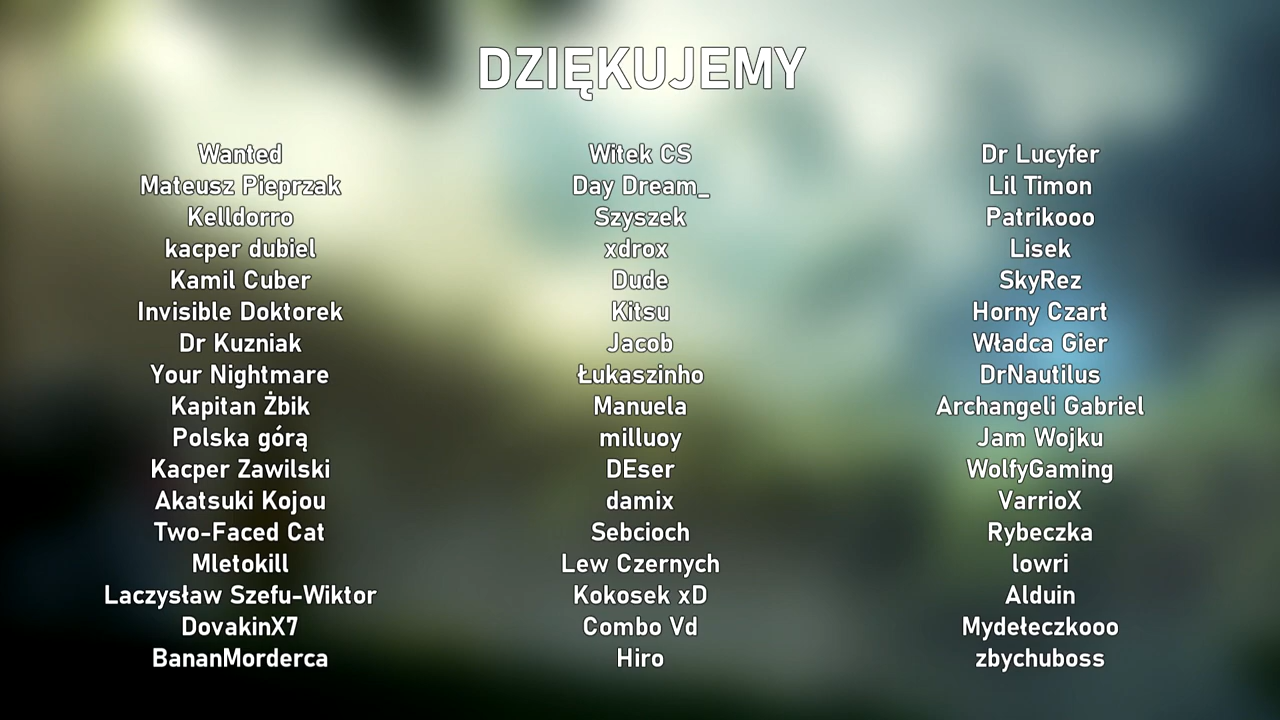 DZIĘKUJEMY
Wanted
Mateusz Pieprzak
Kelldorro
kacper dubiel
Kamil Cuber
Invisible Doktorek
Dr Kuzniak
Your Nightmare
Kapitan Żbik
Polska górą
Kacper Zawilski
Akatsuki Kojou
Two-Faced Cat
Mletokill
Laczysław Szefu-Wiktor
DovakinX7
BananMorderca
Witek CS
Day Dream_
Szyszek
xdrox
Dude
Kitsu
Jacob
Łukaszinho
Manuela
milluoy
DEser
damix
Sebcioch
Lew Czernych
Kokosek xD
Combo Vd
Hiro
Dr Lucyfer
Lil Timon
Patrikooo
Lisek
SkyRez
Horny Czart
Władca Gier
DrNautilus
Archangeli Gabriel
Jam Wojku
WolfyGaming
VarrioX
Rybeczka
lowri
Alduin
Mydełeczkooo
zbychuboss